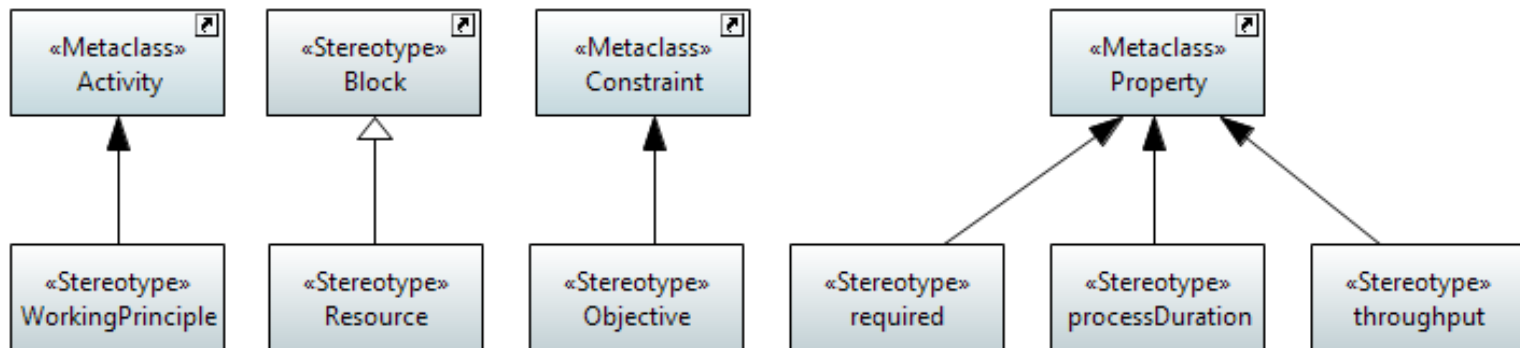 «Metaclass»
Activity
«Stereotype»
Block
«Metaclass»
Constraint
«Metaclass»
Property
«Stereotype»
WorkingPrinciple
«Stereotype»
Resource
«Stereotype»
Objective
«Stereotype»
required
«Stereotype»
processDuration
«Stereotype»
throughput